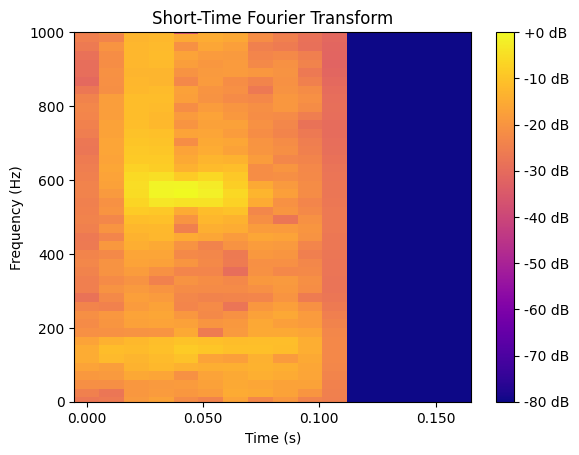 Short-Time Fourier Transform
1000
800
600
400
200
0
Frequency (Hz)
0.000
0.050
0.100
0.150
Time (s)
+0 dB
-10 dB
-20 dB
-30 dB
-40 dB
-50 dB
-60 dB
-70 dB
-80 dB